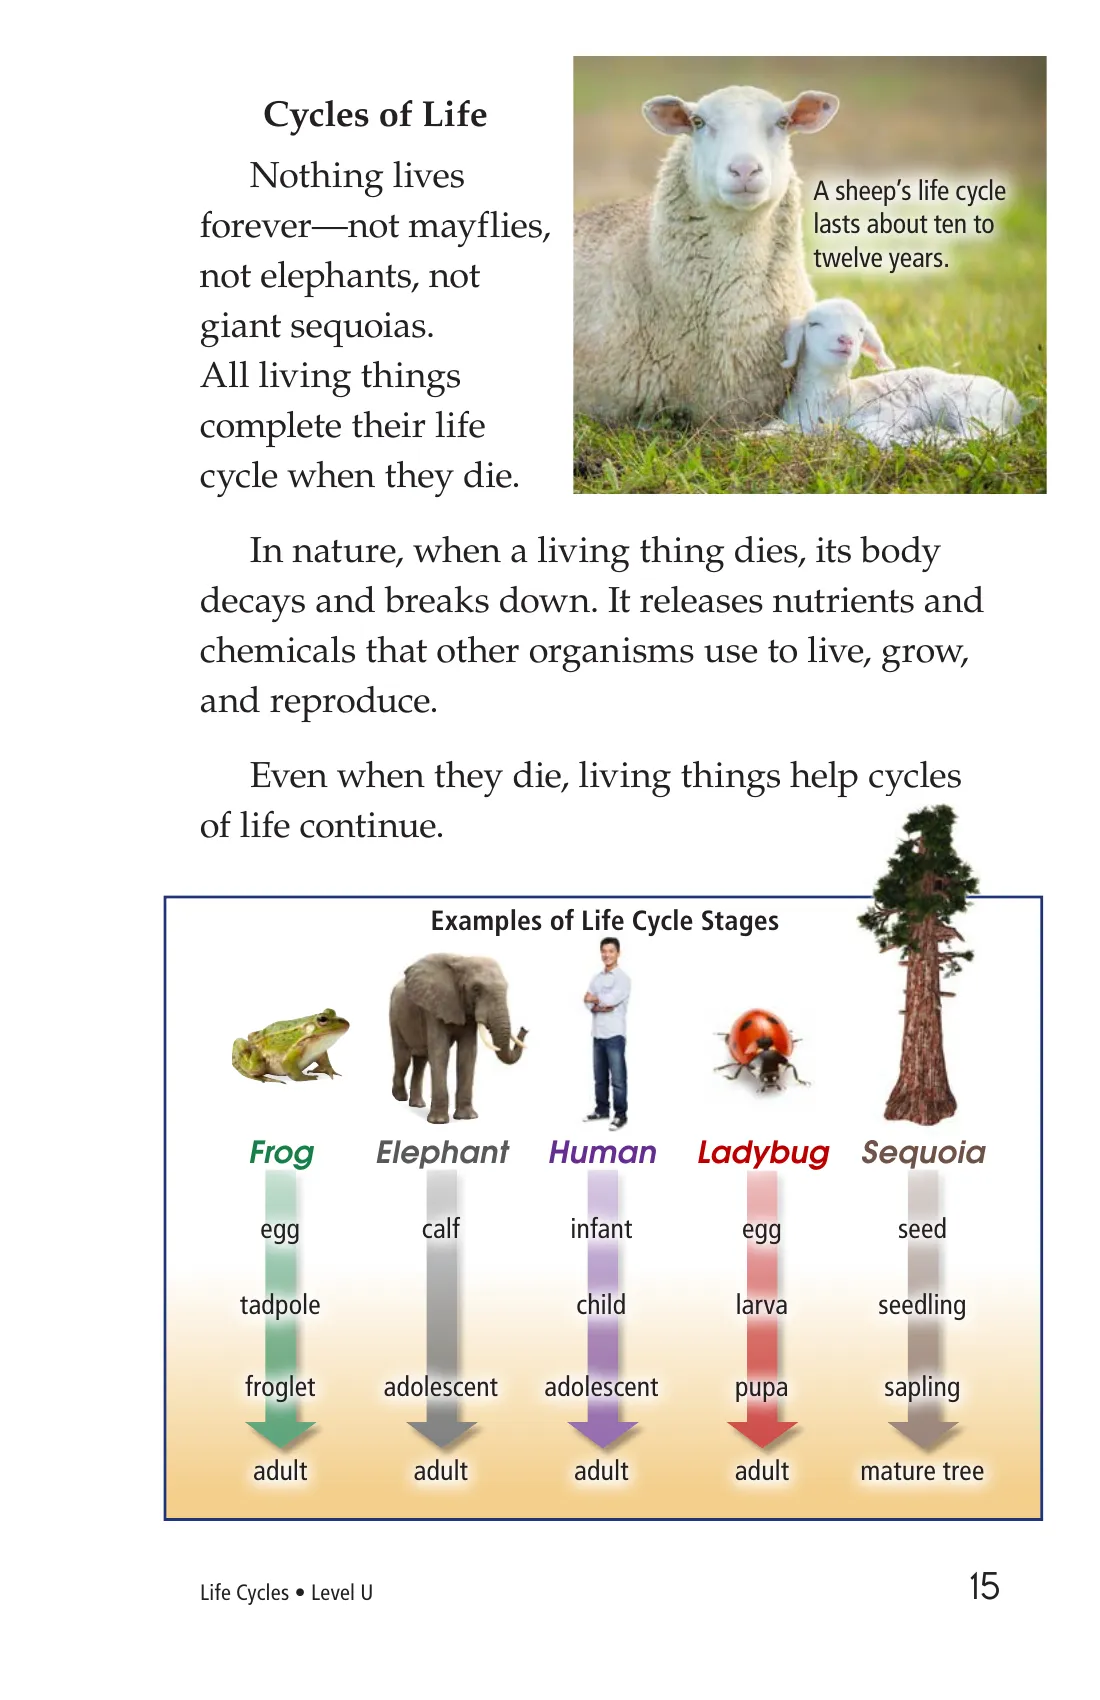 Cycles of Life
Nothing lives
forever—not mayflies,
not elephants, not
giant sequoias.
All living things
complete their life
cycle when they die.
A sheep's life cycle
lasts about ten to
twelve years.
In nature, when a living thing dies, its body
decays and breaks down. It releases nutrients and
chemicals that other organisms use to live, grow,
and reproduce.
Even when they die, living things help cycles
of life continue.
Examples of Life Cycle Stages
Frog Elephant Human Ladybug Sequoia
egg calf infant egg seed
tadpole child larva seedling
froglet adolescent adolescent pupa sapling
adult adult adult adult mature tree
Life Cycles • Level U 15